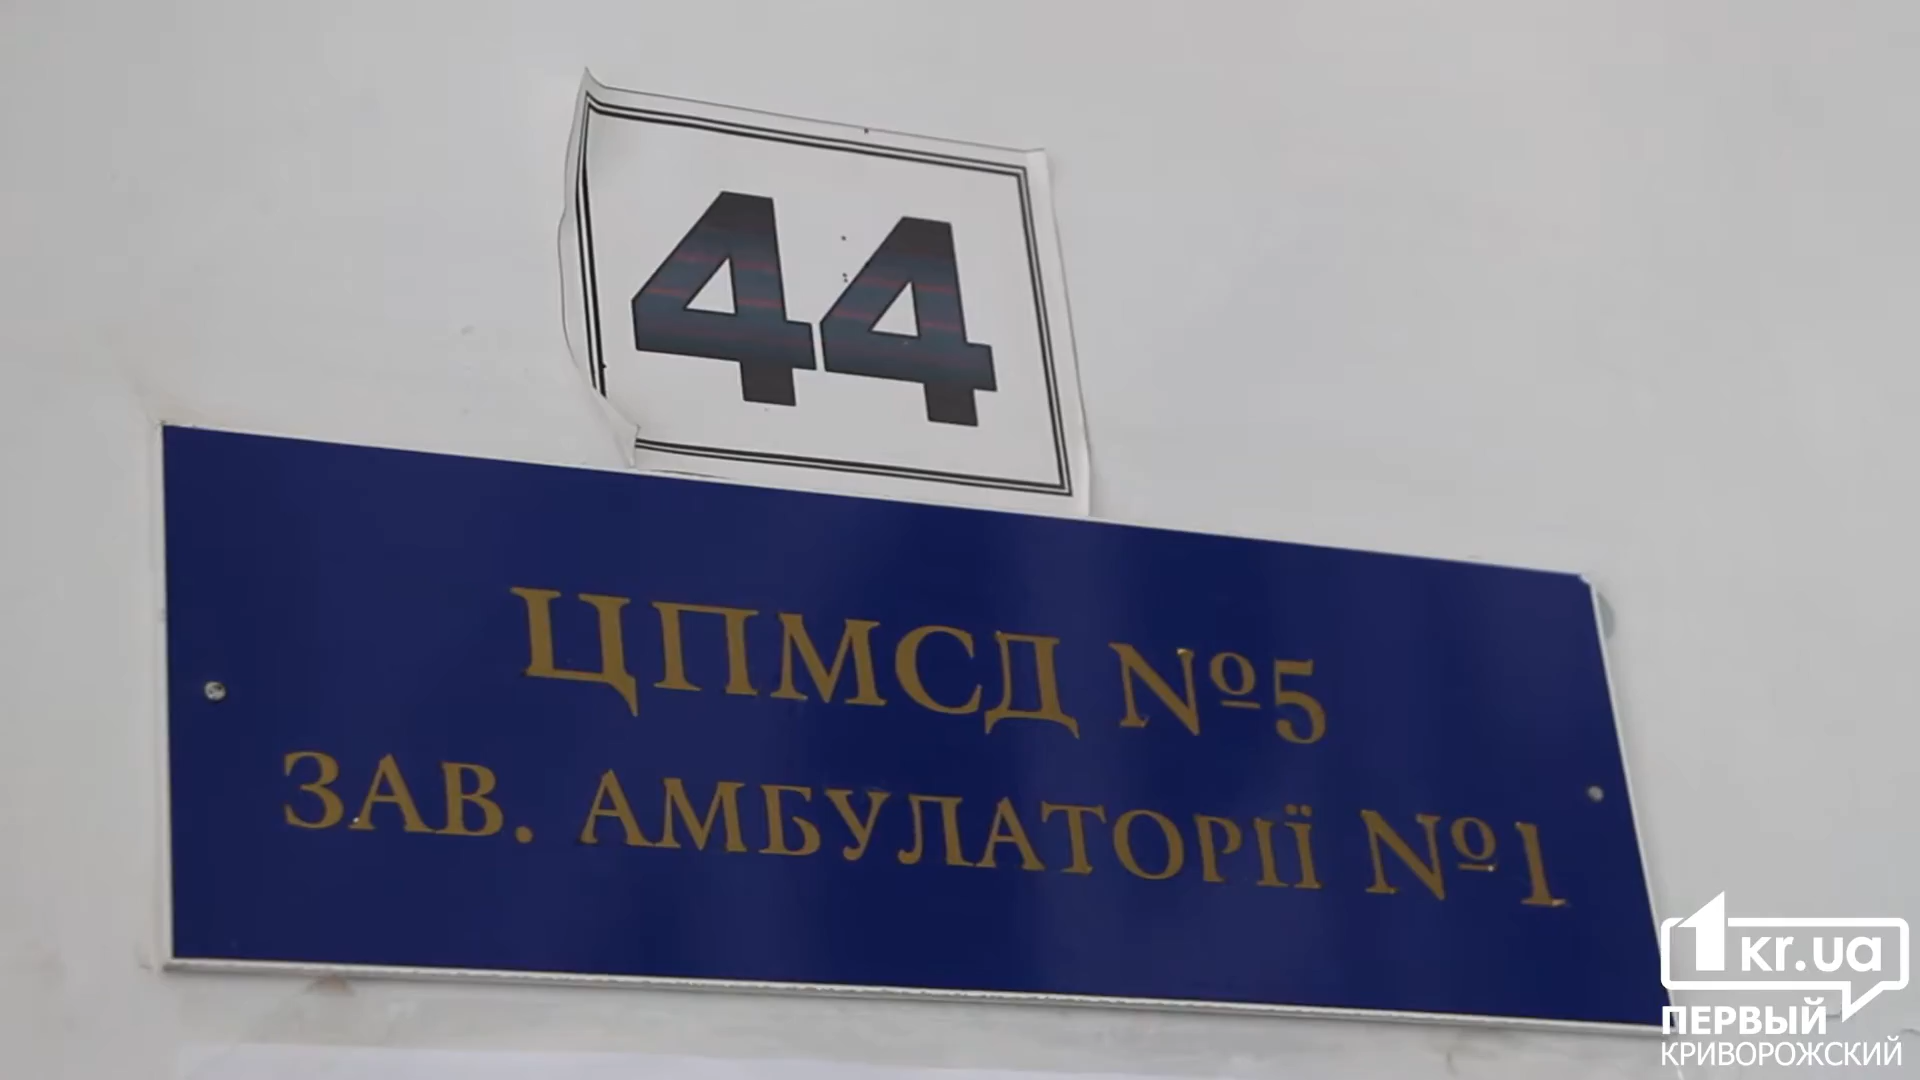 44
ЦПМСД №5
ЗАВ. АМБУЛАТОРІЇ №1
1kr.ua
ПЕРВЫЙ
КРИВОРОЖСКИЙ